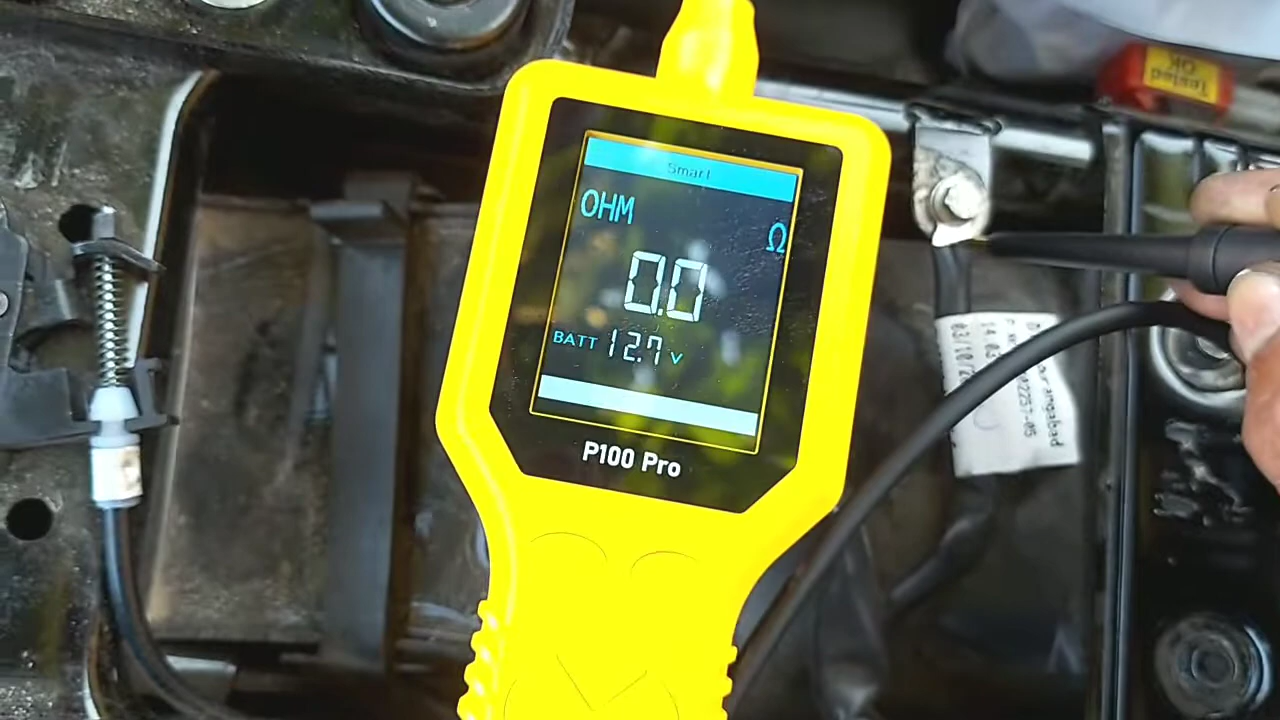 Smart
OHM
Ω
0.0
BATT 12.7 V
P100 Pro
Tested
OK